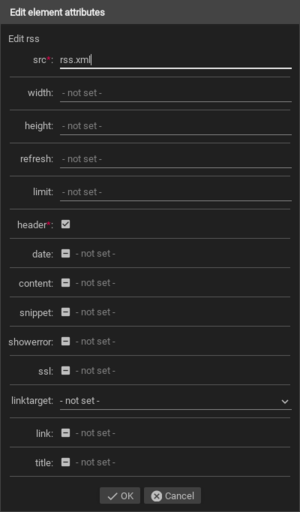 Edit element attributes
Edit rss
src*: rss.xml
width: - not set -
height: - not set -
refresh: - not set -
limit: - not set -
header*:
date: - not set -
content: - not set -
snippet: - not set -
showerror: - not set -
ssl: - not set -
linktarget: - not set -
link: - not set -
title: - not set -
OK Cancel